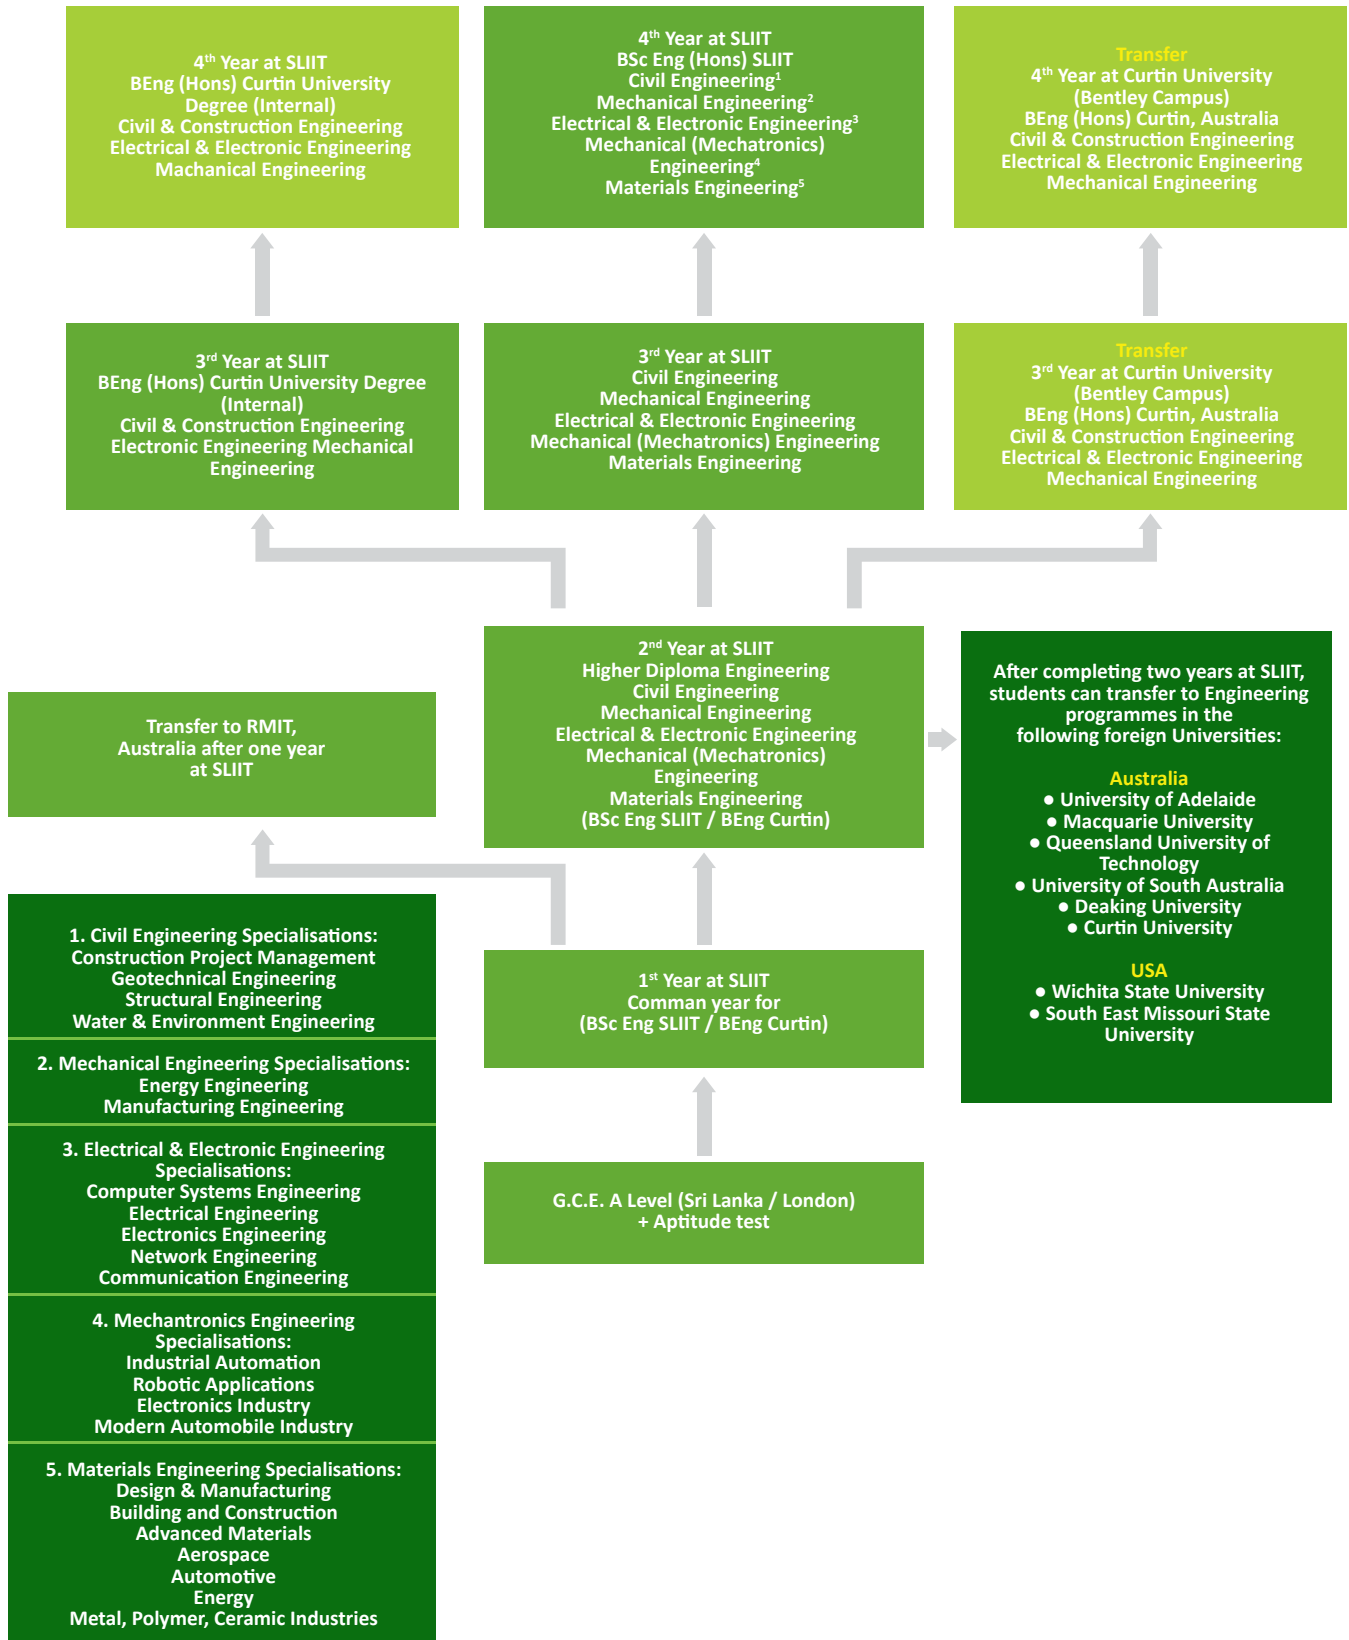 4th Year at SLIIT
BEng (Hons) Curtin University
Degree (Internal)
Civil & Construction Engineering
Electrical & Electronic Engineering
Machanical Engineering
4th Year at SLIIT
BSc Eng (Hons) SLIIT
Civil Engineering1
Mechanical Engineering2
Electrical & Electronic Engineering3
Mechanical (Mechatronics)
Engineering4
Materials Engineering5
Transfer
4th Year at Curtin University
(Bentley Campus)
BEng (Hons) Curtin, Australia
Civil & Construction Engineering
Electrical & Electronic Engineering
Mechanical Engineering
3rd Year at SLIIT
BEng (Hons) Curtin University Degree
(Internal)
Civil & Construction Engineering
Electronic Engineering Mechanical
Engineering
3rd Year at SLIIT
Civil Engineering
Mechanical Engineering
Electrical & Electronic Engineering
Mechanical (Mechatronics) Engineering
Materials Engineering
Transfer
3rd Year at Curtin University
(Bentley Campus)
BEng (Hons) Curtin, Australia
Civil & Construction Engineering
Electrical & Electronic Engineering
Mechanical Engineering
Transfer to RMIT,
Australia after one year
at SLIIT
2nd Year at SLIIT
Higher Diploma Engineering
Civil Engineering
Mechanical Engineering
Electrical & Electronic Engineering
Mechanical (Mechatronics)
Engineering
Materials Engineering
(BSc Eng SLIIT / BEng Curtin)
After completing two years at SLIIT,
students can transfer to Engineering
programmes in the
following foreign Universities:
Australia
● University of Adelaide
● Macquarie University
● Queensland University of
Technology
● University of South Australia
● Deaking University
● Curtin University
USA
● Wichita State University
● South East Missouri State
University
1. Civil Engineering Specialisations:
Construction Project Management
Geotechnical Engineering
Structural Engineering
Water & Environment Engineering
2. Mechanical Engineering Specialisations:
Energy Engineering
Manufacturing Engineering
3. Electrical & Electronic Engineering
Specialisations:
Computer Systems Engineering
Electrical Engineering
Electronics Engineering
Network Engineering
Communication Engineering
4. Mechantronics Engineering
Specialisations:
Industrial Automation
Robotic Applications
Electronics Industry
Modern Automobile Industry
5. Materials Engineering Specialisations:
Design & Manufacturing
Building and Construction
Advanced Materials
Aerospace
Automotive
Energy
Metal, Polymer, Ceramic Industries
1st Year at SLIIT
Comman year for
(BSc Eng SLIIT / BEng Curtin)
G.C.E. A Level (Sri Lanka / London)
+ Aptitude test